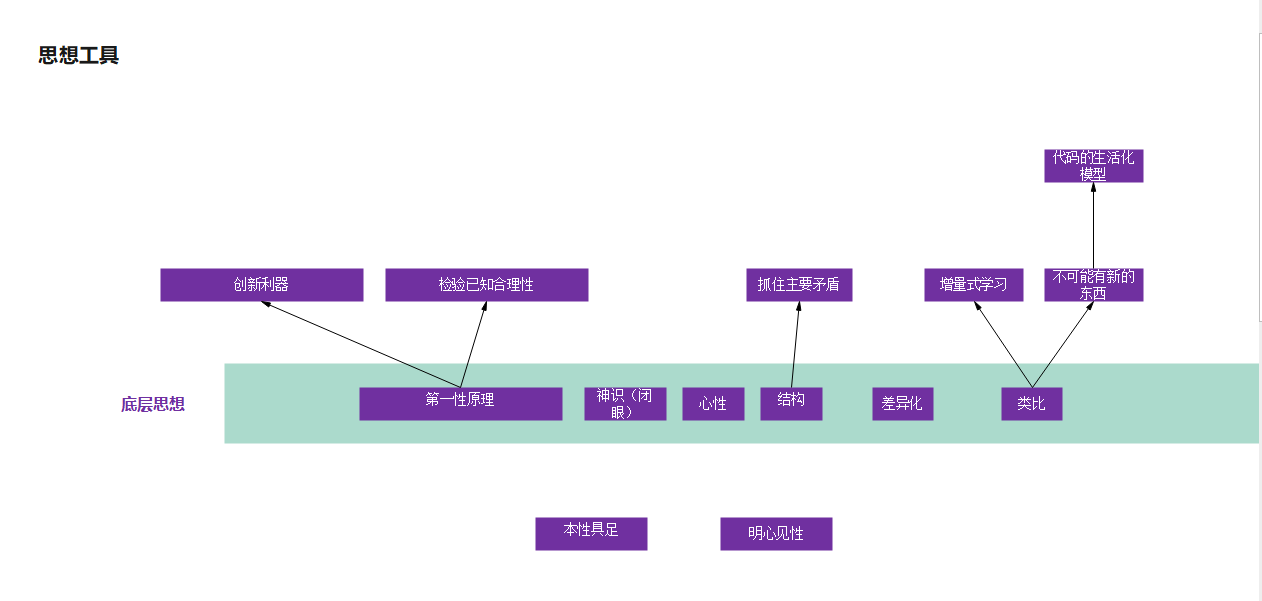 思想工具
代码的生活化
模型
创新利器
检验已知合理性
抓住主要矛盾
增量式学习
不可能有新的
东西
底层思想
第一性原理
神识（闭
眼）
心性
结构
差异化
类比
本性具足
明心见性